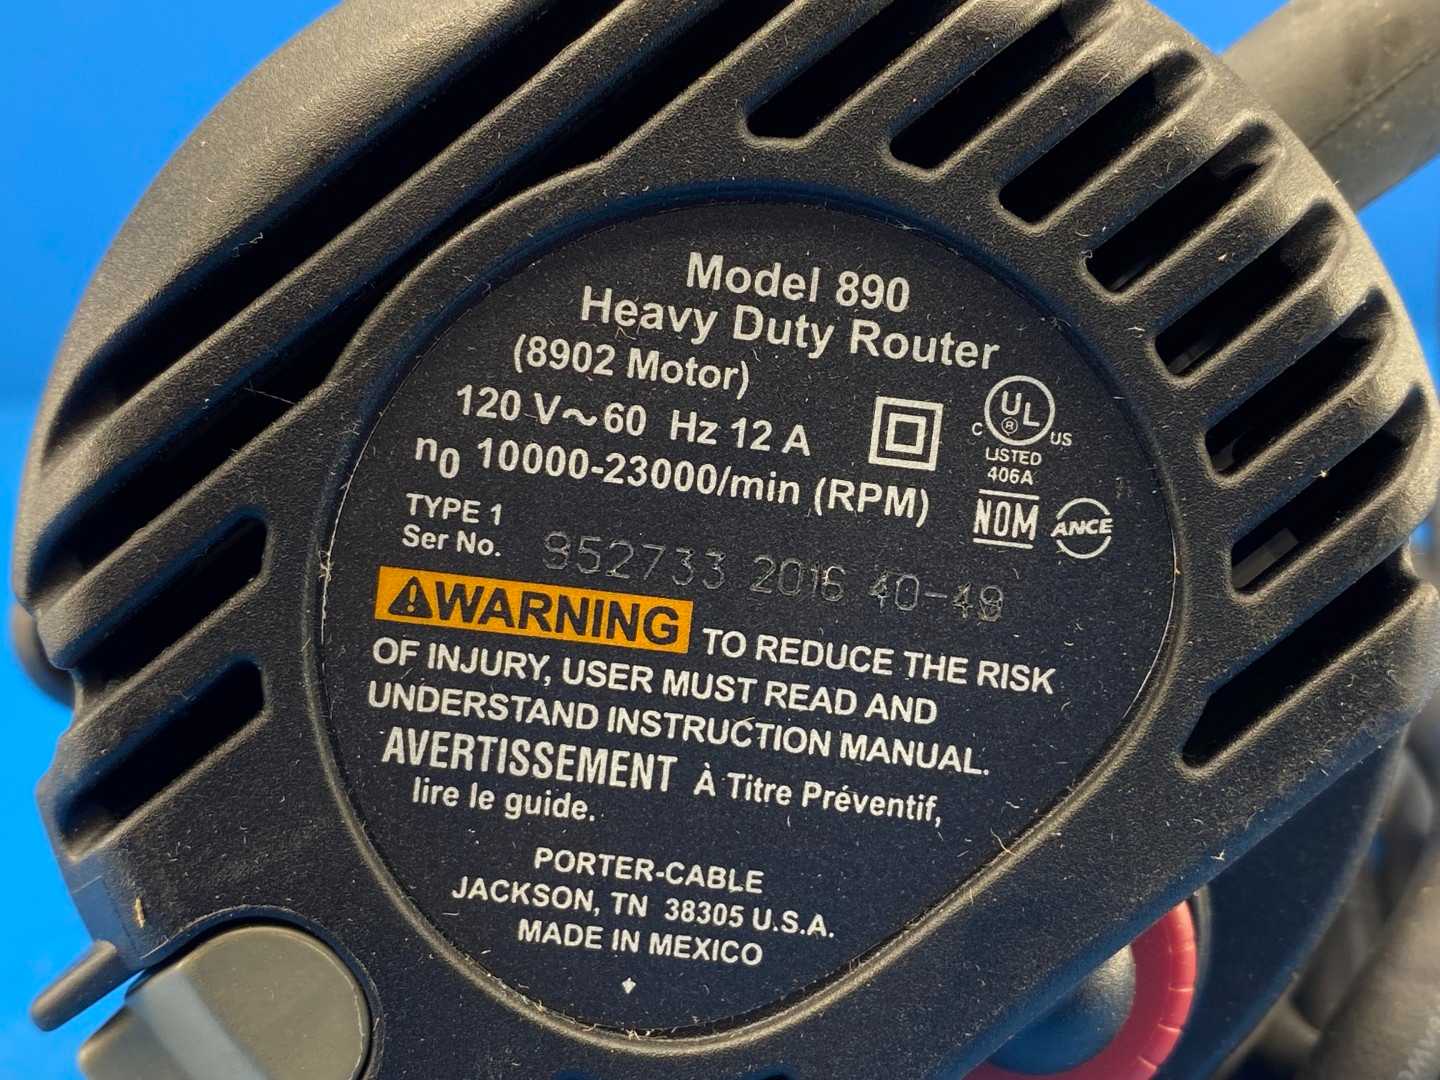 Model 890
Heavy Duty Router
(8902 Motor)
120 V~60 Hz 12 A
n0 10000-23000/min (RPM)
C UL ® US
LISTED
406A
NOM ANCE
TYPE 1
Ser No. 952733 2016 40-49
⚠WARNING TO REDUCE THE RISK
OF INJURY, USER MUST READ AND
UNDERSTAND INSTRUCTION MANUAL.
AVERTISSEMENT À Titre Préventif,
lire le guide.
PORTER-CABLE
JACKSON, TN 38305 U.S.A.
MADE IN MEXICO